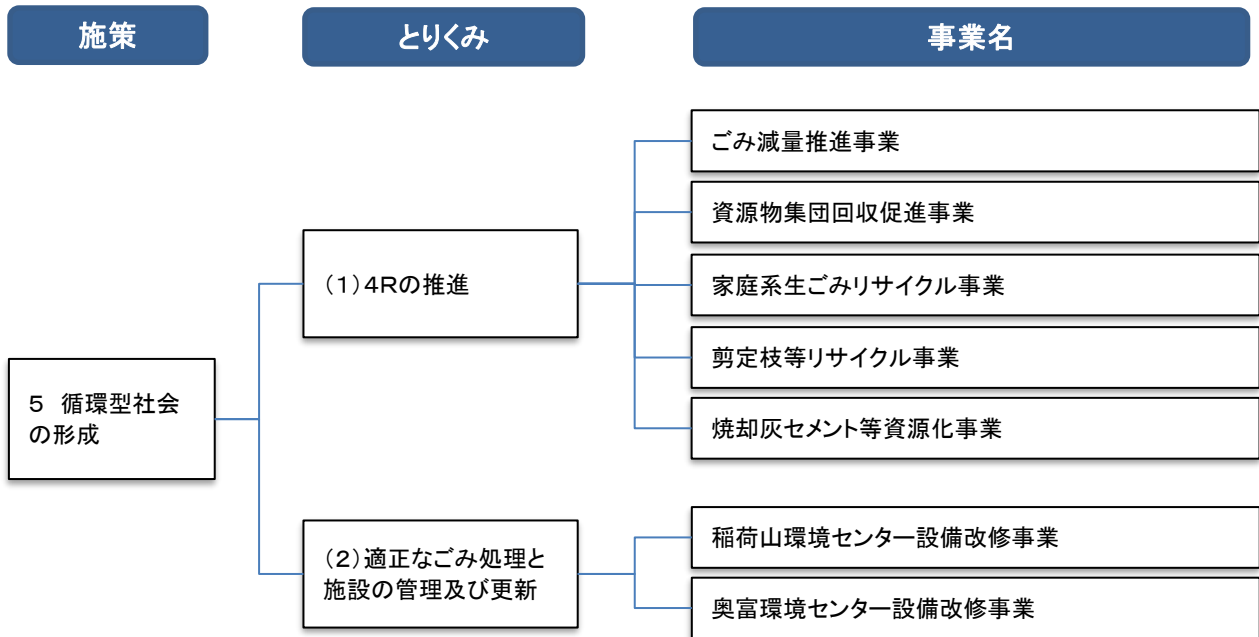 施策
とりくみ
事業名
５　循環型社会
の形成
（１）４Rの推進
ごみ減量推進事業
資源物集団回収促進事業
家庭系生ごみリサイクル事業
剪定枝等リサイクル事業
焼却灰セメント等資源化事業
（２）適正なごみ処理と
施設の管理及び更新
稲荷山環境センター設備改修事業
奥富環境センター設備改修事業